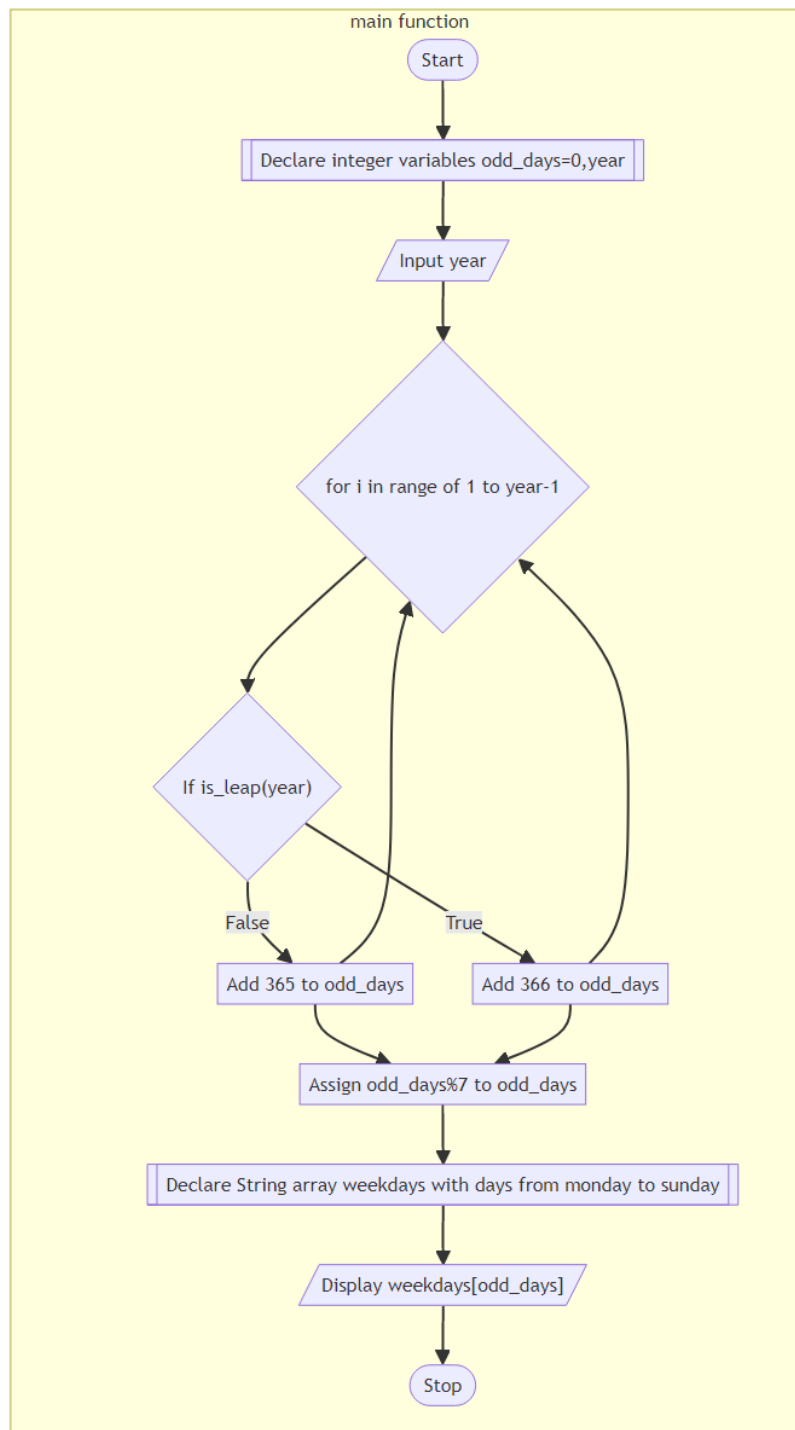 main function
Start
Declare integer variables odd_days=0,year
Input year
for i in range of 1 to year-1
If is_leap(year)
False
True
Add 365 to odd_days
Add 366 to odd_days
Assign odd_days%7 to odd_days
Declare String array weekdays with days from monday to sunday
Display weekdays[odd_days]
Stop